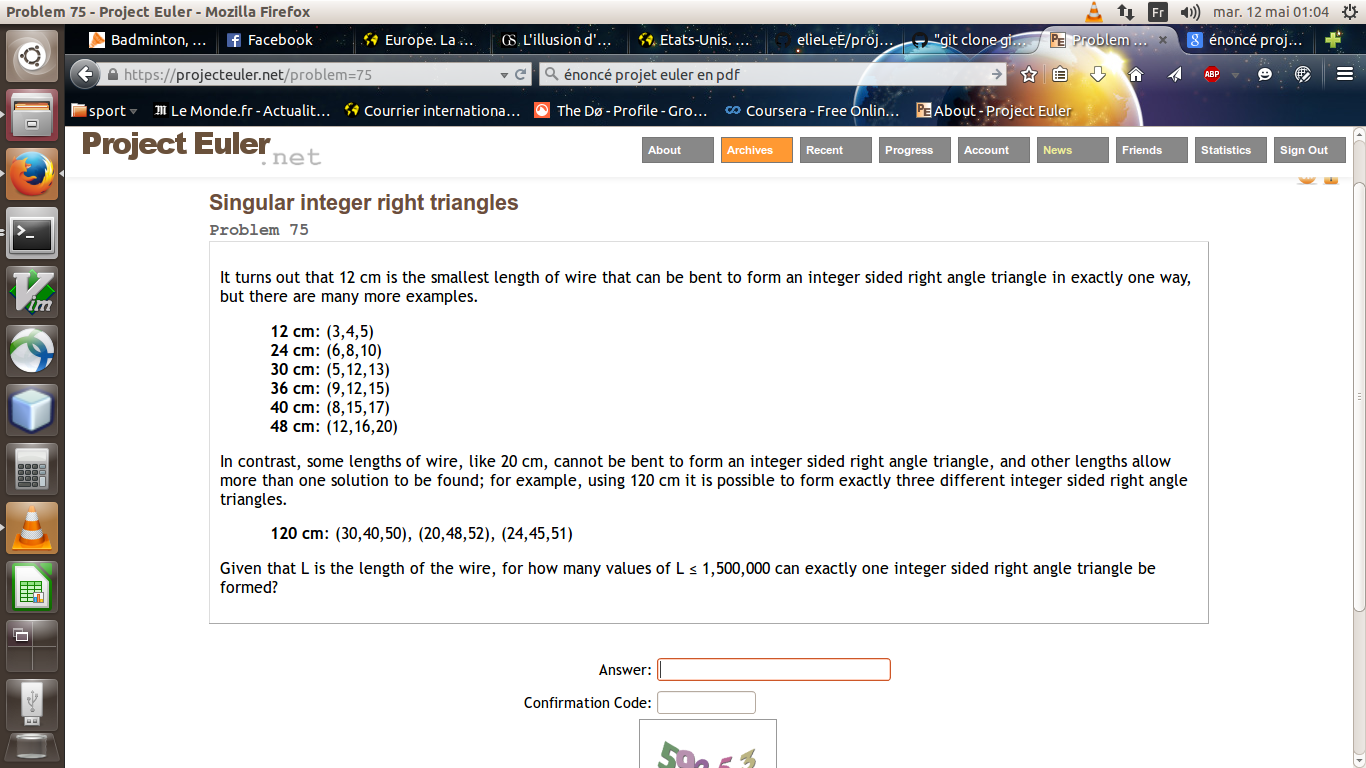 Problem 75 - Project Euler - Mozilla Firefox
Fr
mar. 12 mai 01:04
Badminton, ...
Facebook
Europe. La ...
GS L'illusion d'...
Etats-Unis. ...
elieLeE/proj...
"git clone gi...
PE Problem ...
8 énoncé proj...
https://projecteuler.net/problem=75
énoncé projet euler en pdf
ABP
sport
M Le Monde.fr - Actualit...
Courrier internationa...
The Dø - Profile - Gro...
Coursera - Free Onlin...
PE About - Project Euler
Project Euler.net
About
Archives
Recent
Progress
Account
News
Friends
Statistics
Sign Out
Singular integer right triangles
Problem 75
It turns out that 12 cm is the smallest length of wire that can be bent to form an integer sided right angle triangle in exactly one way,
but there are many more examples.
12 cm: (3,4,5)
24 cm: (6,8,10)
30 cm: (5,12,13)
36 cm: (9,12,15)
40 cm: (8,15,17)
48 cm: (12,16,20)
In contrast, some lengths of wire, like 20 cm, cannot be bent to form an integer sided right angle triangle, and other lengths allow
more than one solution to be found; for example, using 120 cm it is possible to form exactly three different integer sided right angle
triangles.
120 cm: (30,40,50), (20,48,52), (24,45,51)
Given that L is the length of the wire, for how many values of L ≤ 1,500,000 can exactly one integer sided right angle triangle be
formed?
Answer:
Confirmation Code:
>_
Vim